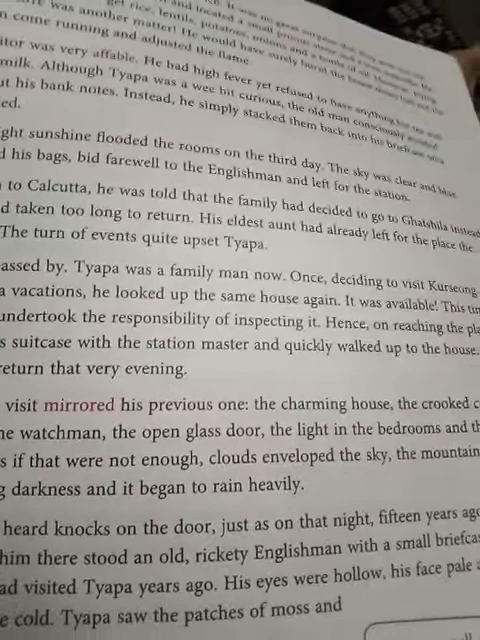 It was no great surprise that
and located a small
get rice, lentils, potatoes, onions and a bottle of oil. However,
was another matter! He would have surely burnt the house down had not the
come running and adjusted the flame.
itor was very affable. He had high fever yet refused to have anything but tea with
milk. Although Tyapa was a wee bit curious, the old man consciously avoided
ut his bank notes. Instead, he simply stacked them back into his briefcase
ed.
ght sunshine flooded the rooms on the third day. The sky was clear and blue.
d his bags, bid farewell to the Englishman and left for the station.
to Calcutta, he was told that the family had decided to go to Ghatshila instead
d taken too long to return. His eldest aunt had already left for the place the
The turn of events quite upset Tyapa.
assed by. Tyapa was a family man now. Once, deciding to visit Kurseong
a vacations, he looked up the same house again. It was available! This tim
undertook the responsibility of inspecting it. Hence, on reaching the pla
s suitcase with the station master and quickly walked up to the house.
return that very evening.
visit mirrored his previous one: the charming house, the crooked c
he watchman, the open glass door, the light in the bedrooms and th
s if that were not enough, clouds enveloped the sky, the mountain
g darkness and it began to rain heavily.
heard knocks on the door, just as on that night, fifteen years ago
him there stood an old, rickety Englishman with a small briefcas
ad visited Tyapa years ago. His eyes were hollow, his face pale a
e cold. Tyapa saw the patches of moss and